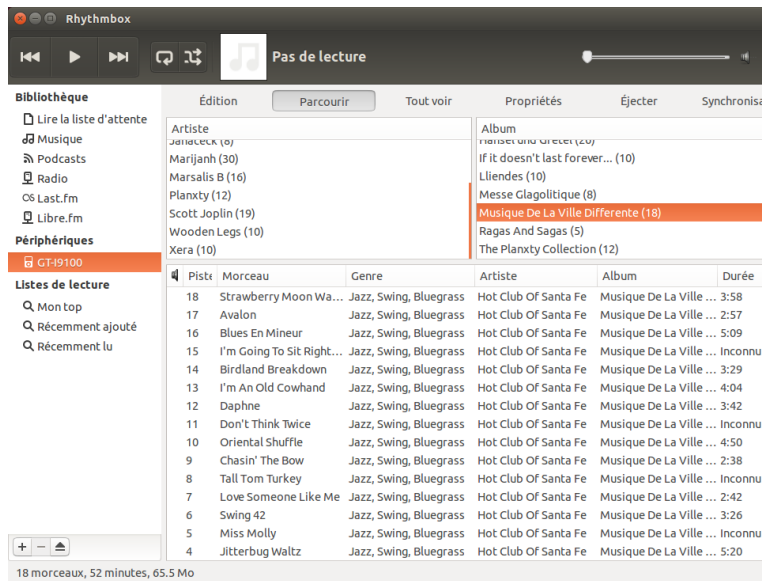 Rhythmbox
Pas de lecture
Bibliothèque
Lire la liste d'attente
Musique
Podcasts
Radio
Last.fm
Libre.fm
Périphériques
GT-I9100
Listes de lecture
Mon top
Récemment ajouté
Récemment lu
Édition Parcourir Tout voir Propriétés Éjecter Synchronisa
Artiste
Janaceck (8)
Marijanh (30)
Marsalis B (16)
Planxty (12)
Scott Joplin (19)
Wooden Legs (10)
Xera (10)
Album
Hansel und Gretel (20)
If it doesn't last forever... (10)
Lliendes (10)
Messe Glagolitique (8)
Musique De La Ville Differente (18)
Ragas And Sagas (5)
The Planxty Collection (12)
Piste Morceau Genre Artiste Album Durée
18 Strawberry Moon Wa... Jazz, Swing, Bluegrass Hot Club Of Santa Fe Musique De La Ville ... 3:58
17 Avalon Jazz, Swing, Bluegrass Hot Club Of Santa Fe Musique De La Ville ... 2:57
16 Blues En Mineur Jazz, Swing, Bluegrass Hot Club Of Santa Fe Musique De La Ville ... 5:09
15 I'm Going To Sit Right... Jazz, Swing, Bluegrass Hot Club Of Santa Fe Musique De La Ville ... Inconnu
14 Birdland Breakdown Jazz, Swing, Bluegrass Hot Club Of Santa Fe Musique De La Ville ... 3:29
13 I'm An Old Cowhand Jazz, Swing, Bluegrass Hot Club Of Santa Fe Musique De La Ville ... 4:04
12 Daphne Jazz, Swing, Bluegrass Hot Club Of Santa Fe Musique De La Ville ... 3:42
11 Don't Think Twice Jazz, Swing, Bluegrass Hot Club Of Santa Fe Musique De La Ville ... Inconnu
10 Oriental Shuffle Jazz, Swing, Bluegrass Hot Club Of Santa Fe Musique De La Ville ... 4:50
9 Chasin' The Bow Jazz, Swing, Bluegrass Hot Club Of Santa Fe Musique De La Ville ... 2:38
8 Tall Tom Turkey Jazz, Swing, Bluegrass Hot Club Of Santa Fe Musique De La Ville ... Inconnu
7 Love Someone Like Me Jazz, Swing, Bluegrass Hot Club Of Santa Fe Musique De La Ville ... 2:42
6 Swing 42 Jazz, Swing, Bluegrass Hot Club Of Santa Fe Musique De La Ville ... 3:26
5 Miss Molly Jazz, Swing, Bluegrass Hot Club Of Santa Fe Musique De La Ville ... Inconnu
4 Jitterbug Waltz Jazz, Swing, Bluegrass Hot Club Of Santa Fe Musique De La Ville ... 5:20
18 morceaux, 52 minutes, 65.5 Mo